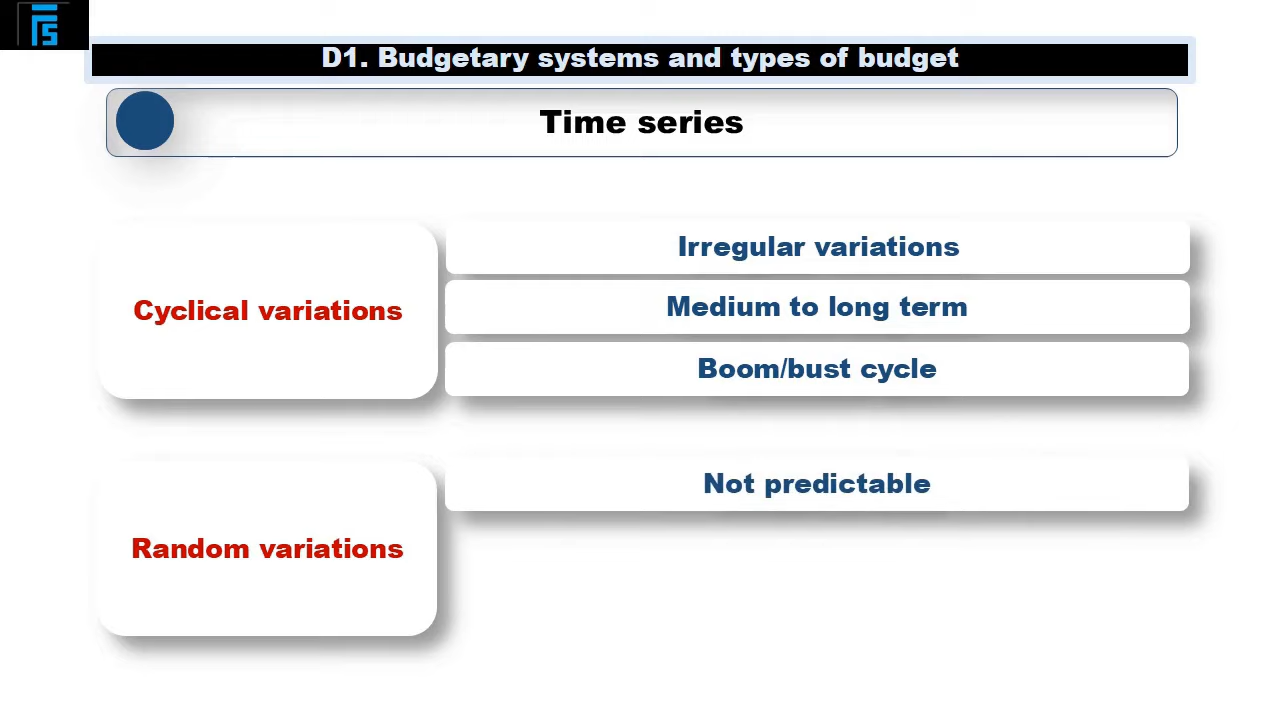 D1. Budgetary systems and types of budget
Time series
Cyclical variations
Irregular variations
Medium to long term
Boom/bust cycle
Random variations
Not predictable